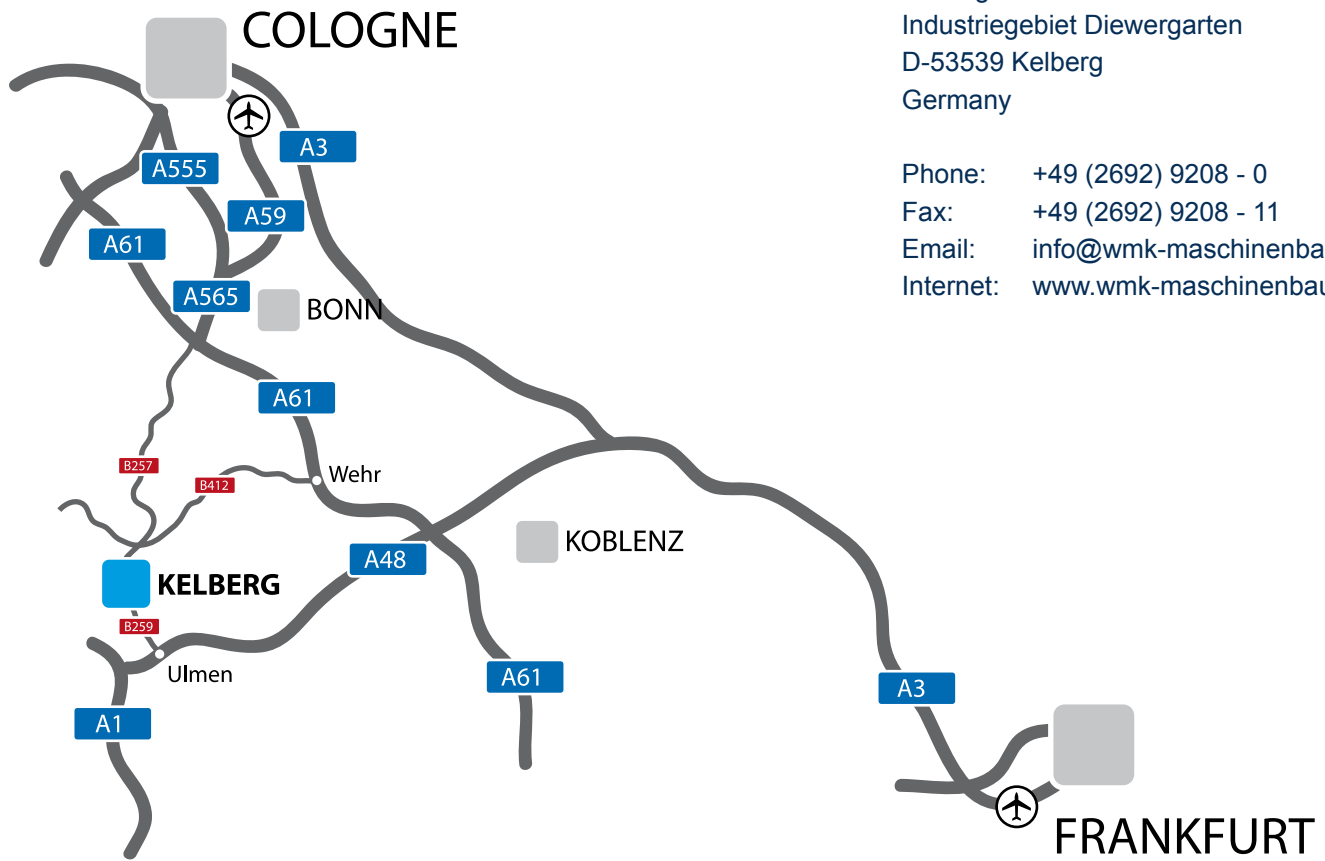 COLOGNE
Industriegebiet Diewergarten
D-53539 Kelberg
Germany
Phone: +49 (2692) 9208 - 0
Fax: +49 (2692) 9208 - 11
Email: info@wmk-maschinenba
Internet: www.wmk-maschinenbau
A3
A555
A59
A61
A565
BONN
A61
B257
Wehr
B412
KOBLENZ
A48
KELBERG
B259
Ulmen
A61
A3
A1
FRANKFURT